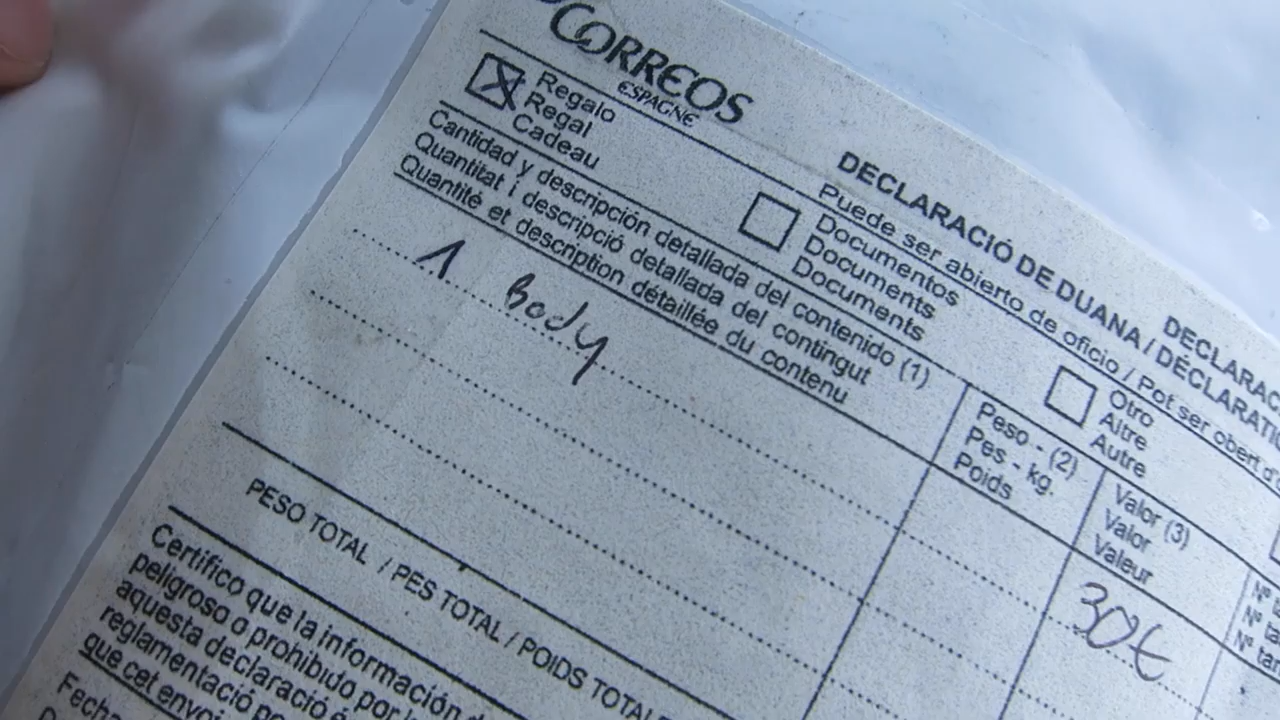 CORREOS
ESPAGNE
DECLARACIÓ DE DUANA / DÉCLARATI
Puede ser abierto de oficio / Pot ser obert d'
Regalo
Regal
Cadeau
Documentos
Documents
Documents
Otro
Altre
Autre
Cantidad y descripción detallada del contenido (1)
Quantitat i descripció detallada del contingut
Quantité et description détaillée du contenu
Peso - (2)
Pes - kg.
Poids
Valor (3)
Valor
Valeur
1 Body
30€
PESO TOTAL / PES TOTAL / POIDS TOTAL
Certifico que la información
peligroso o prohibido por
aquesta declaració
reglamentació
que cet envoi
Fecha